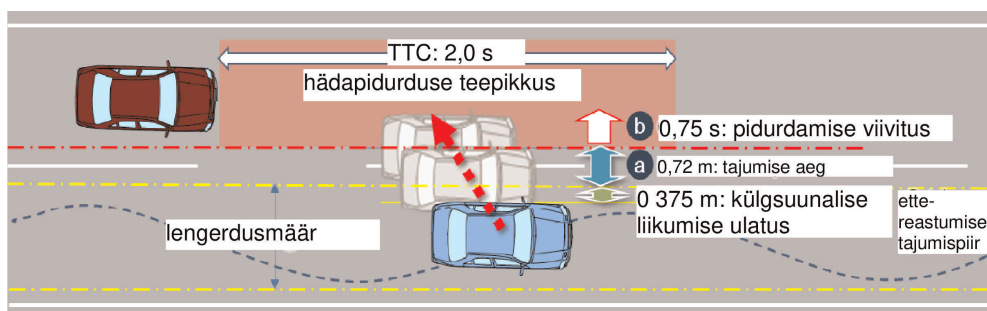 TTC: 2,0 s
hädapidurduse teepikkus
b 0,75 s: pidurdamise viivitus
a 0,72 m: tajumise aeg
0 375 m: külgsuunalise
liikumise ulatus
lengerdusmäär
ette-
reastumise
tajumispiir